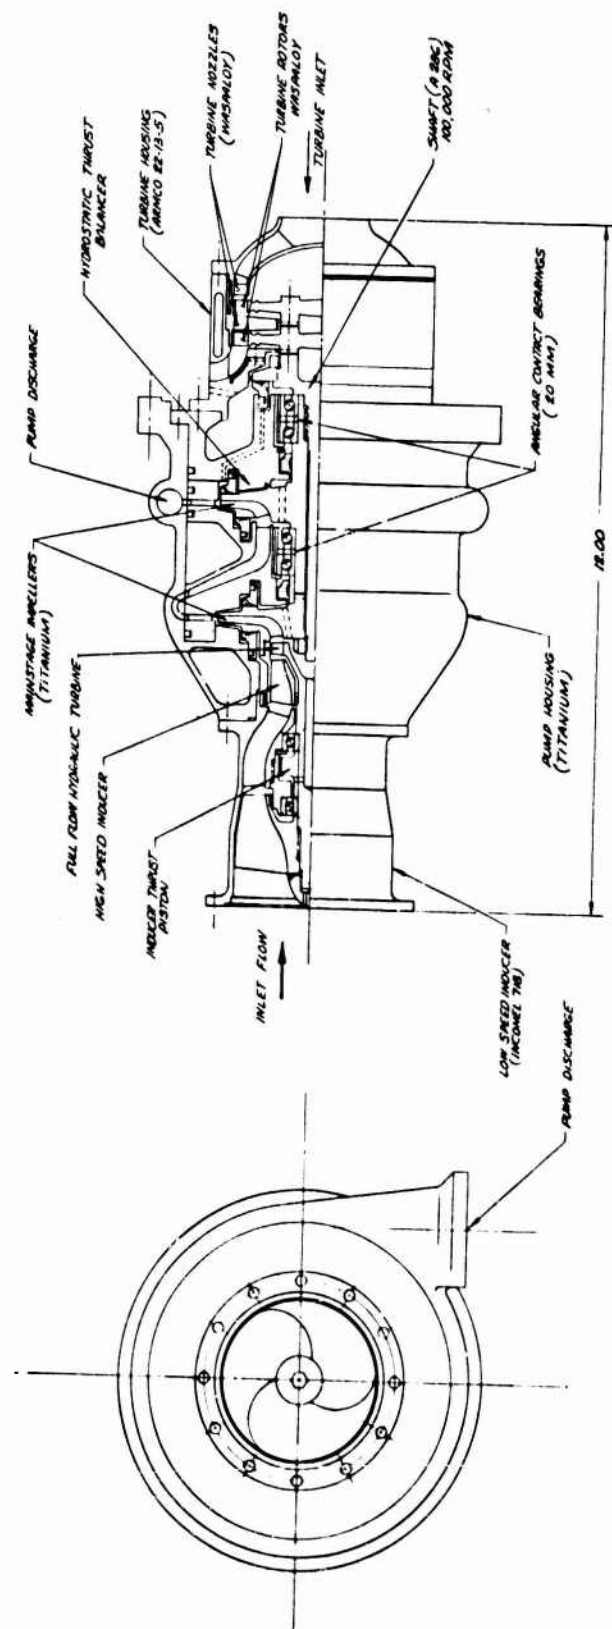 PUMP DISCHARGE
MAINSTAGE IMPELLERS
(TITANIUM)
FULL FLOW HYDRAULIC TURBINE
HIGH SPEED INDUCER
INDUCER THRUST
PISTON
INLET FLOW
HYDROSTATIC THRUST
BALANCER
TURBINE HOUSING
(ARMCO 22-13-5)
TURBINE NOZZLES
(WASPALOY)
TURBINE ROTORS
WASPALOY
TURBINE INLET
SHAFT (A 286)
100,000 RPM
ANGULAR CONTACT BEARINGS
(20 MM)
12.00
PUMP HOUSING
(TITANIUM)
LOW SPEED INDUCER
(INCONEL 718)
PUMP DISCHARGE